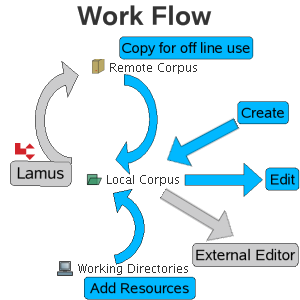 Work Flow
Copy for off line use
Remote Corpus
Create
Lamus
Local Corpus
Edit
External Editor
Working Directories
Add Resources